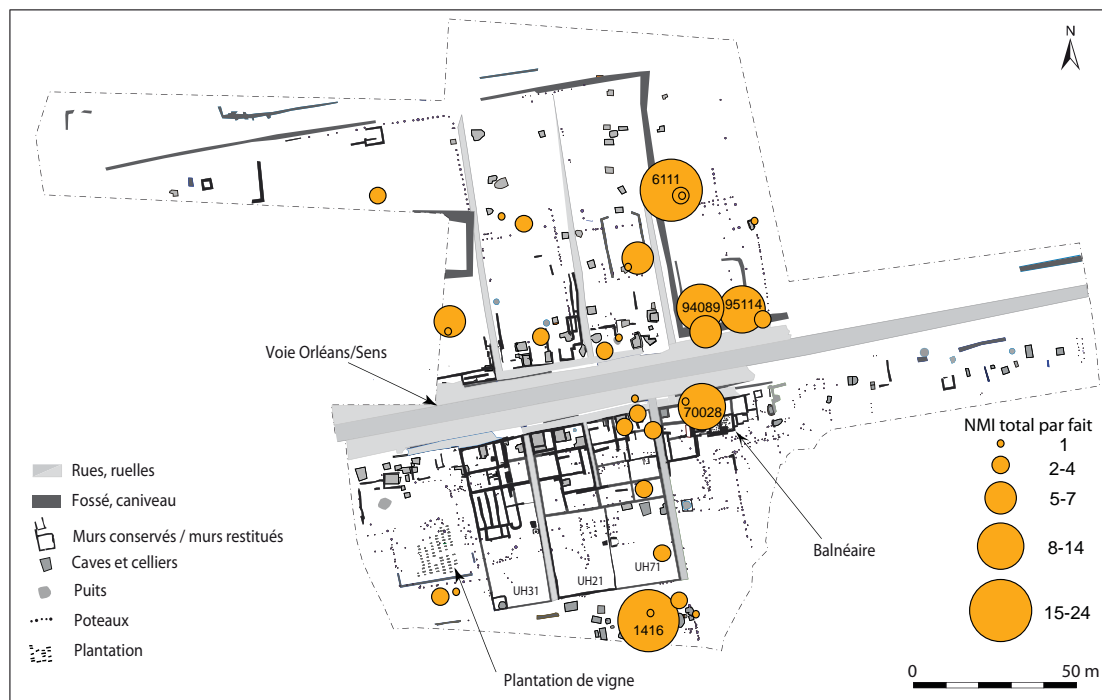 N
6111
94089
95114
Voie Orléans/Sens
70028
NMI total par fait
1
2-4
5-7
8-14
15-24
Rues, ruelles
Fossé, caniveau
Murs conservés / murs restitués
Caves et celliers
Puits
Poteaux
Plantation
Balnéaire
UH31
UH21
UH71
1416
Plantation de vigne
0 50 m